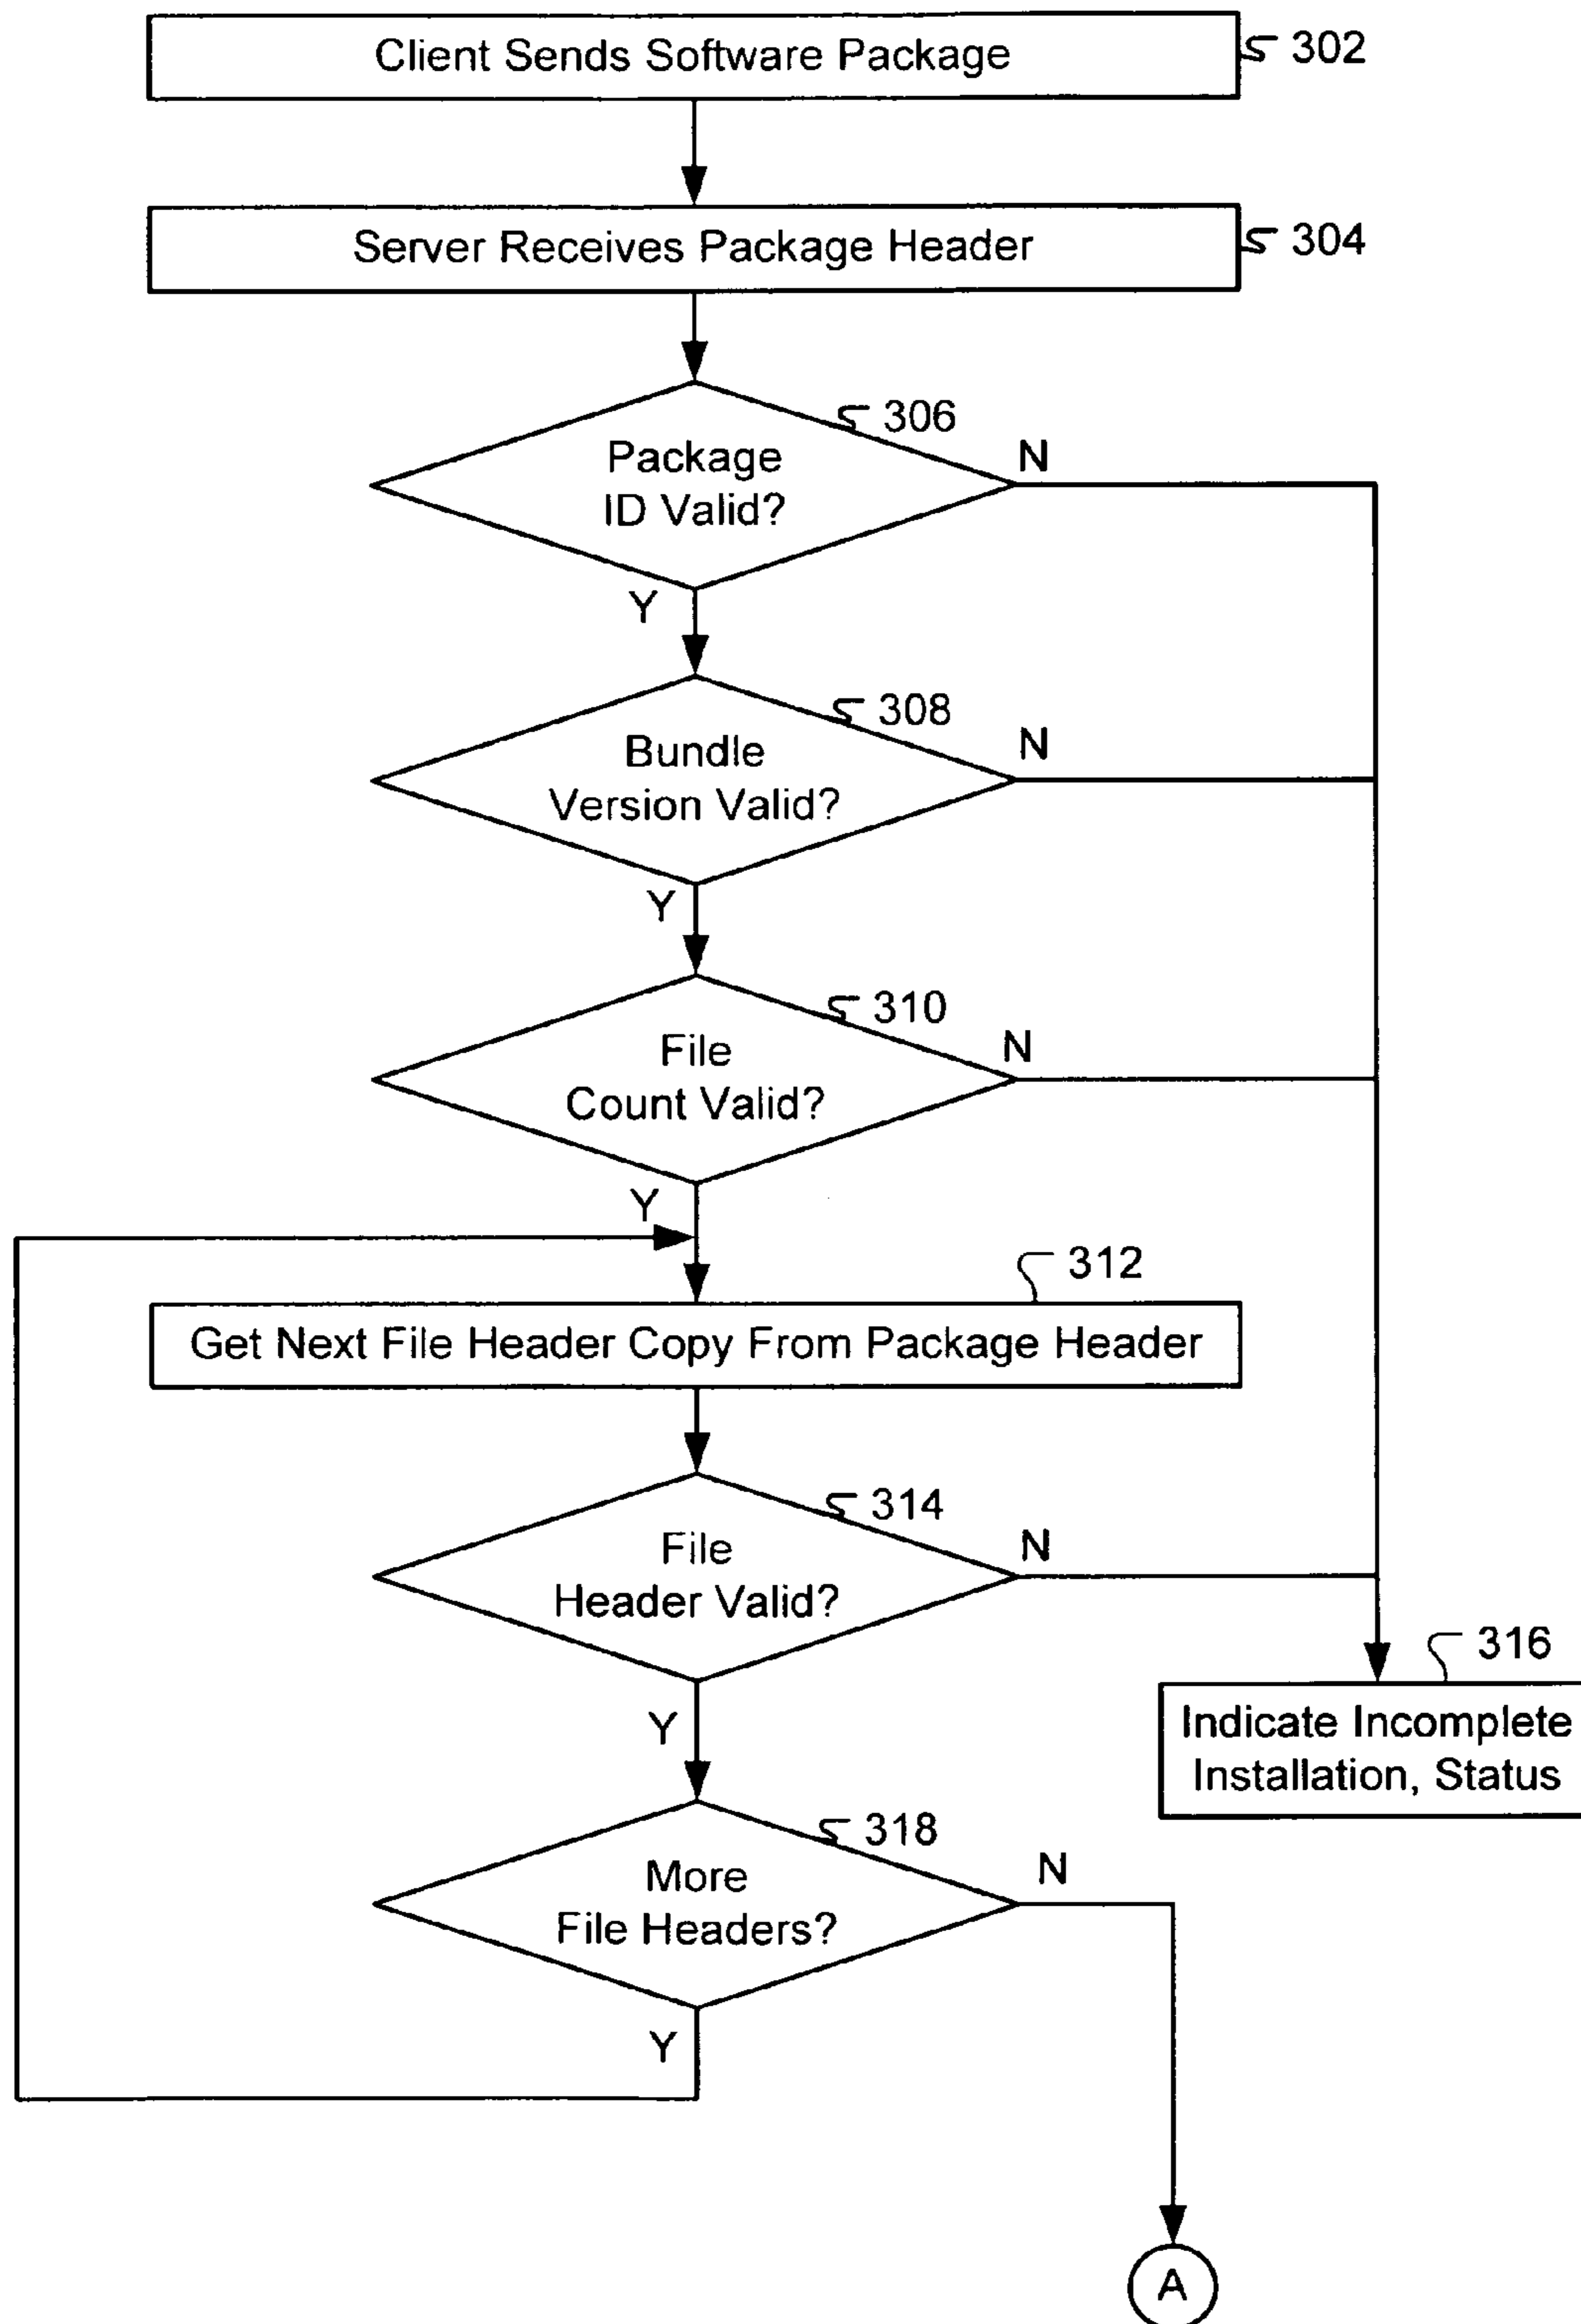 Client Sends Software Package
302
Server Receives Package Header
304
306
Package
ID Valid?
N
Y
308
Bundle
Version Valid?
N
Y
310
File
Count Valid?
N
Y
312
Get Next File Header Copy From Package Header
314
File
Header Valid?
N
Y
316
Indicate Incomplete
Installation, Status
318
More
File Headers?
N
Y
A